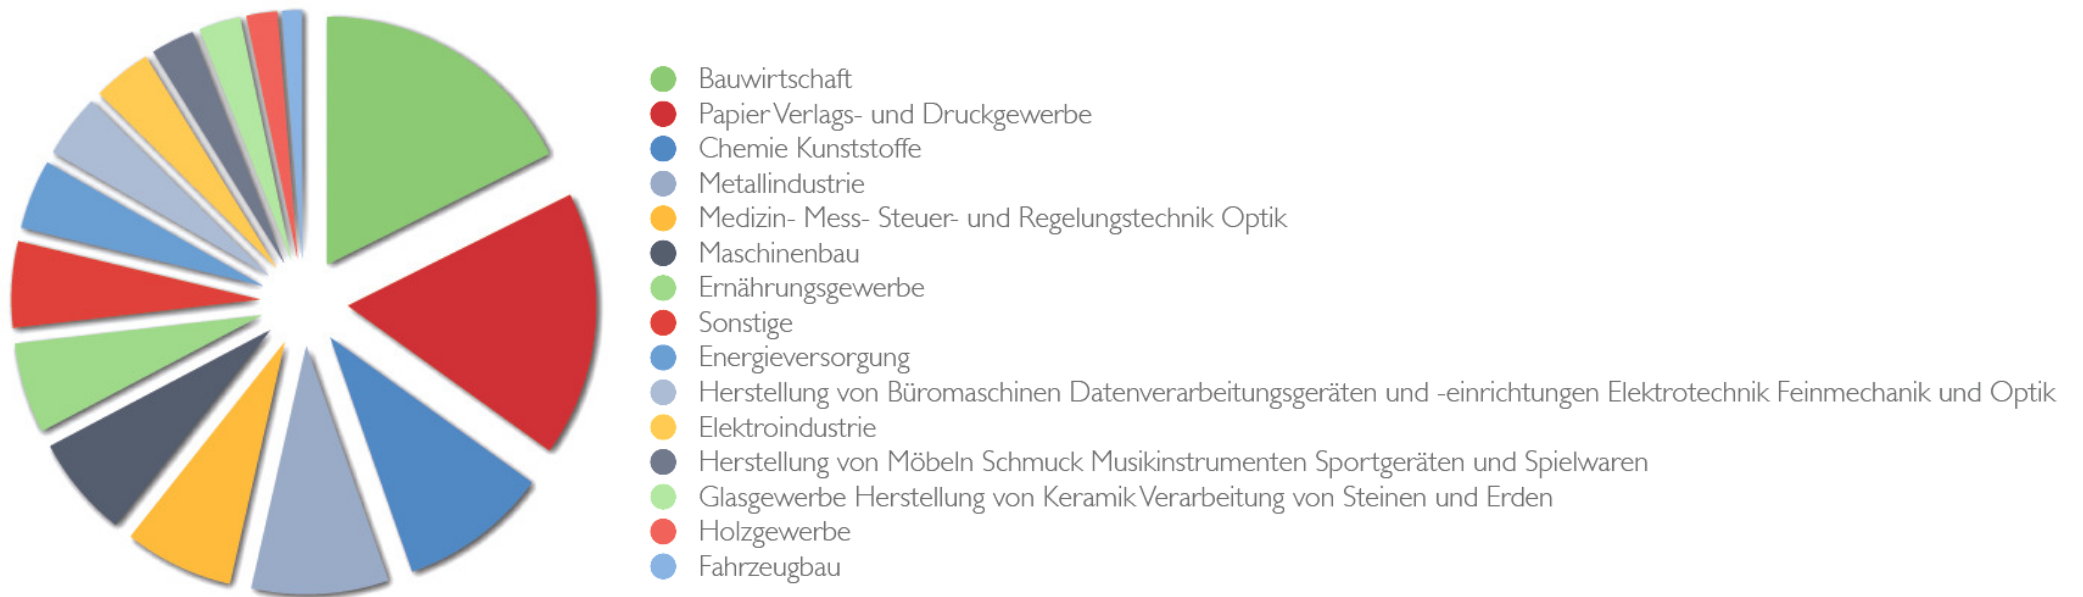 Bauwirtschaft
Papier Verlags- und Druckgewerbe
Chemie Kunststoffe
Metallindustrie
Medizin- Mess- Steuer- und Regelungstechnik Optik
Maschinenbau
Ernährungsgewerbe
Sonstige
Energieversorgung
Herstellung von Büromaschinen Datenverarbeitungsgeräten und -einrichtungen Elektrotechnik Feinmechanik und Optik
Elektroindustrie
Herstellung von Möbeln Schmuck Musikinstrumenten Sportgeräten und Spielwaren
Glasgewerbe Herstellung von Keramik Verarbeitung von Steinen und Erden
Holzgewerbe
Fahrzeugbau